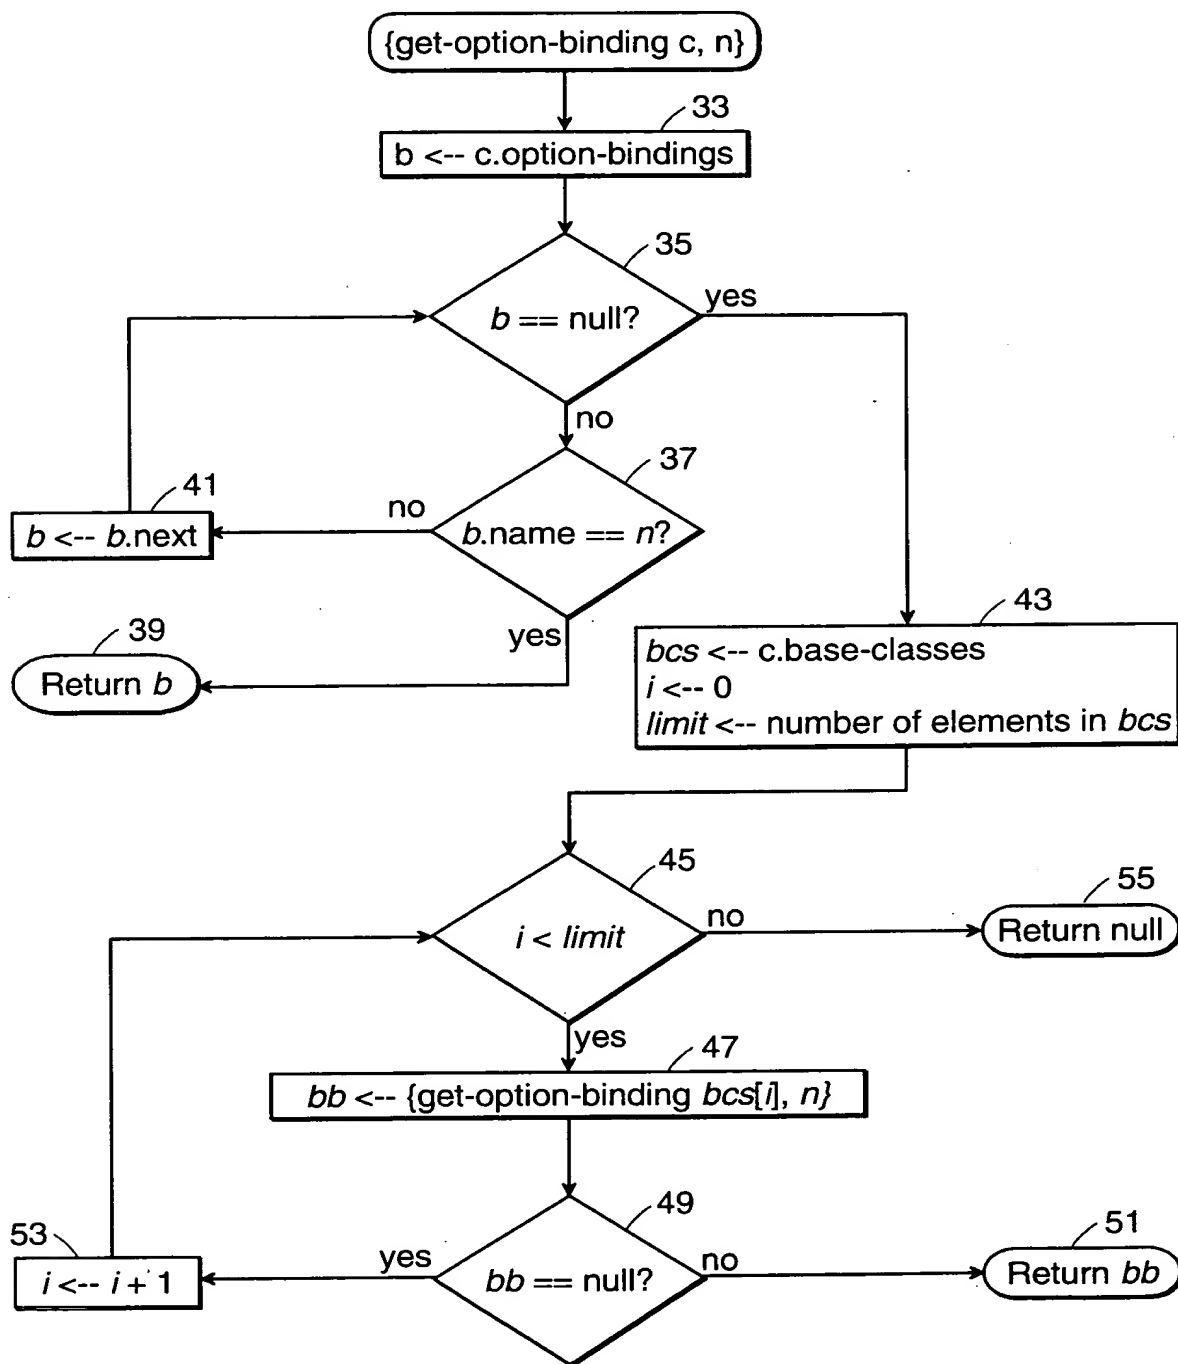 {get-option-binding c, n}
33
b <-- c.option-bindings
35
b == null?
yes
no
37
b.name == n?
no
41
b <-- b.next
yes
39
Return b
43
bcs <-- c.base-classes
i <-- 0
limit <-- number of elements in bcs
45
i < limit
no
55
Return null
yes
47
bb <-- {get-option-binding bcs[i], n}
49
bb == null?
yes
53
i <-- i + 1
no
51
Return bb